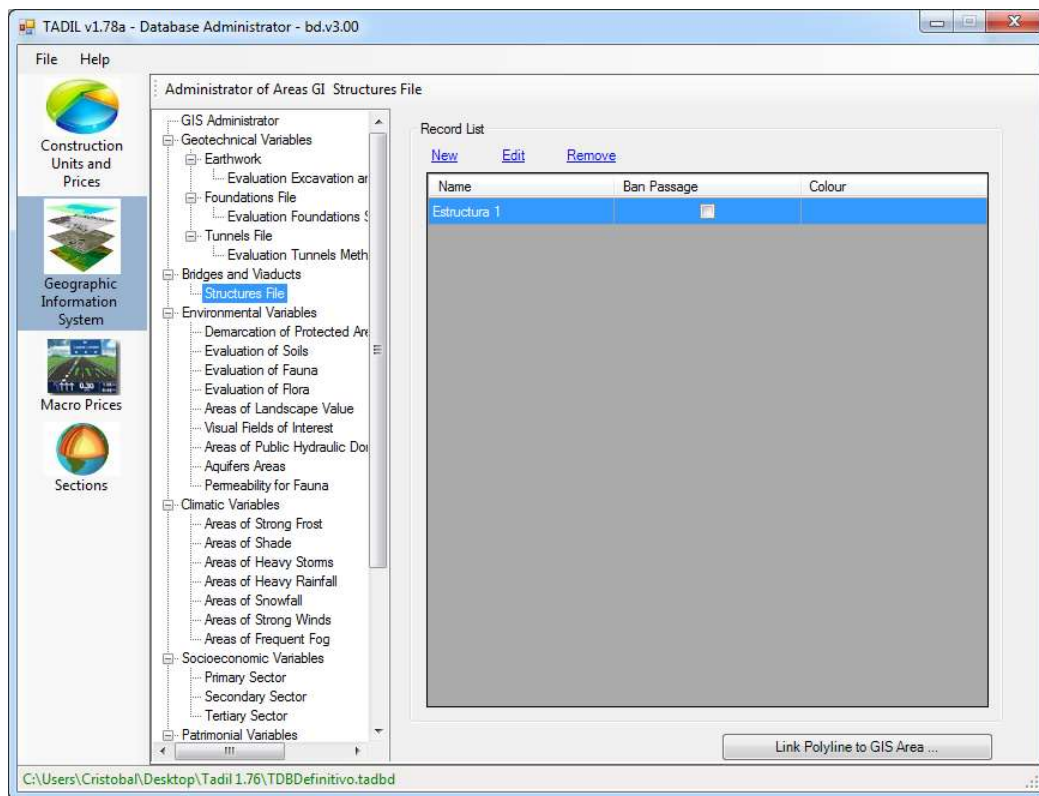 TADIL v1.78a - Database Administrator - bd.v3.00
File Help
Construction
Units and
Prices
Geographic
Information
System
Macro Prices
Sections
Administrator of Areas GI Structures File
GIS Administrator
Geotechnical Variables
Earthwork
Evaluation Excavation ar
Foundations File
Evaluation Foundations S
Tunnels File
Evaluation Tunnels Meth
Bridges and Viaducts
Structures File
Environmental Variables
Demarcation of Protected Are
Evaluation of Soils
Evaluation of Fauna
Evaluation of Flora
Areas of Landscape Value
Visual Fields of Interest
Areas of Public Hydraulic Dor
Aquifers Areas
Permeability for Fauna
Climatic Variables
Areas of Strong Frost
Areas of Shade
Areas of Heavy Storms
Areas of Heavy Rainfall
Areas of Snowfall
Areas of Strong Winds
Areas of Frequent Fog
Socioeconomic Variables
Primary Sector
Secondary Sector
Tertiary Sector
Patrimonial Variables
Record List
New Edit Remove
Name Ban Passage Colour
Estructura 1
Link Polyline to GIS Area ...
C:\Users\Cristobal\Desktop\Tadil 1.76\TDBDefinitivo.tadbd